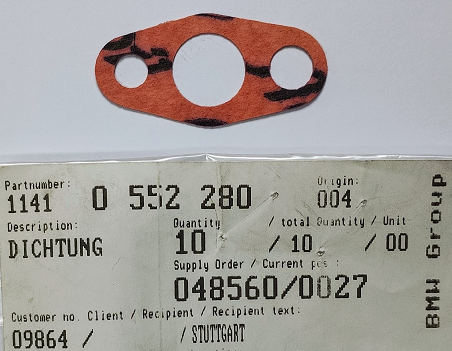 Partnumber: Origin:
1141 0 552 280 004
Description: Quantity / total Quantity / Unit
DICHTUNG 10 / 10 / 00
Supply Order / Current pos :
048560/0027
Customer no. Client / Recipient / Recipient text:
09864 / / STUTTGART
BMW Group